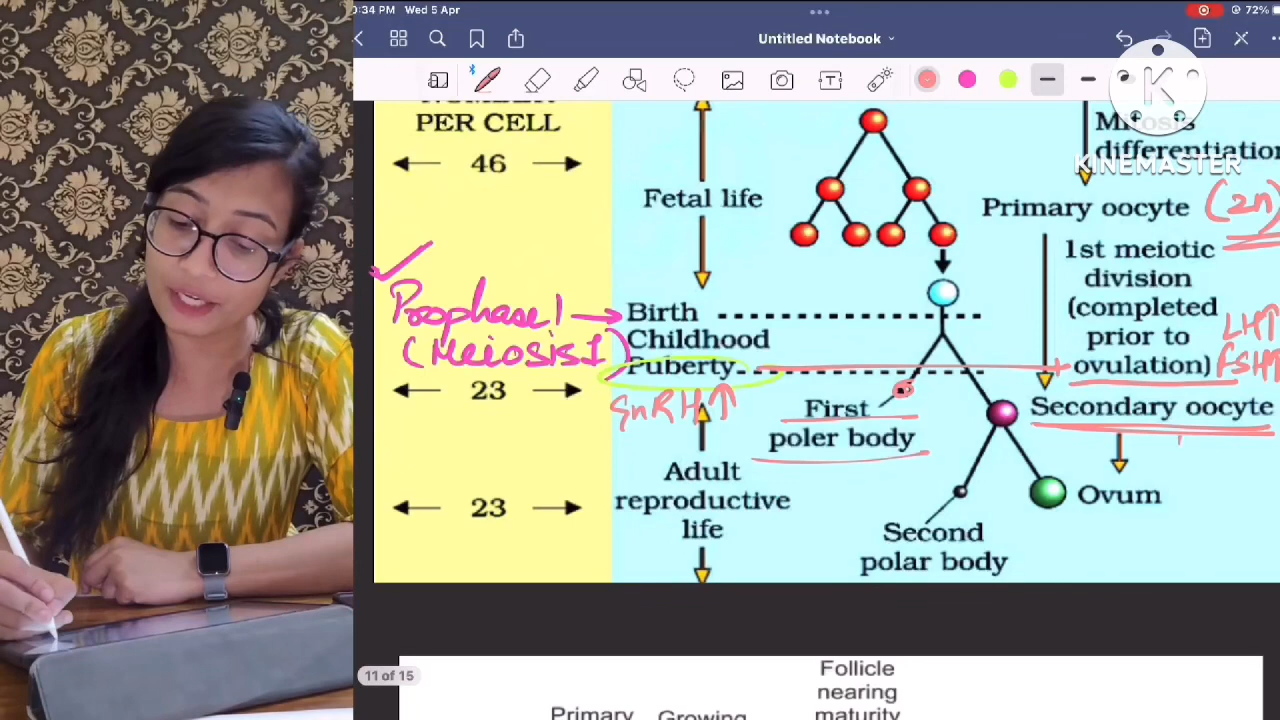 0:34 PM Wed 5 Apr
72%
Untitled Notebook
K
KINEMASTER
NUMBER
PER CELL
46
23
23
Fetal life
Prophase I
(Meiosis I)
Birth
Childhood
Puberty
GnRH↑
Adult
reproductive
life
First
poler body
Second
polar body
Mitosis
differentiation
Primary oocyte
(2n)
1st meiotic
division
(completed
prior to
ovulation)
LH↑
FSH↑
Secondary oocyte
Ovum
11 of 15
Primary
Growing
Follicle
nearing
maturity